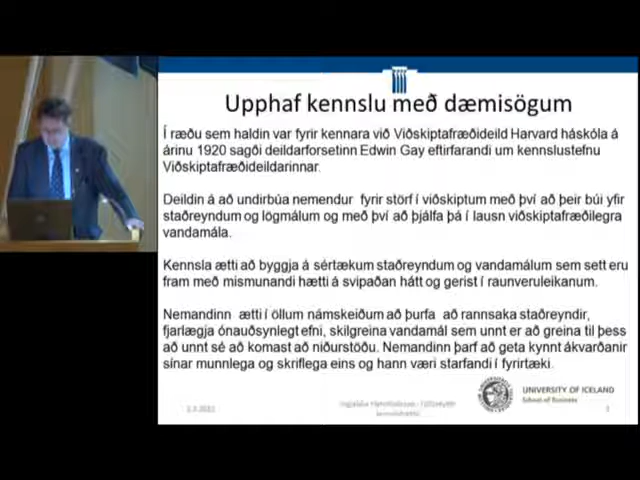 Upphaf kennslu með dæmisögum
Í ræðu sem haldin var fyrir kennara við Viðskiptafræðideild Harvard háskóla á
árinu 1920 sagði deildarforsetinn Edwin Gay eftirfarandi um kennslustefnu
Viðskiptafræðideildarinnar.
Deildin á að undirbúa nemendur fyrir störf í viðskiptum með því að þeir búi yfir
staðreyndum og lögmálum og með því að þjálfa þá í lausn viðskiptafræðilegra
vandamála.
Kennsla ætti að byggja á sértækum staðreyndum og vandamálum sem sett eru
fram með mismunandi hætti á svipaðan hátt og gerist í raunveruleikanum.
Nemandinn ætti í öllum námskeiðum að þurfa að rannsaka staðreyndir,
fjarlægja ónauðsynlegt efni, skilgreina vandamál sem unnt er að greina til þess
að unnt sé að komast að niðurstöðu. Nemandinn þarf að geta kynnt ákvarðanir
sínar munnlega og skriflega eins og hann væri starfandi í fyrirtæki.
UNIVERSITY OF ICELAND
School of Business